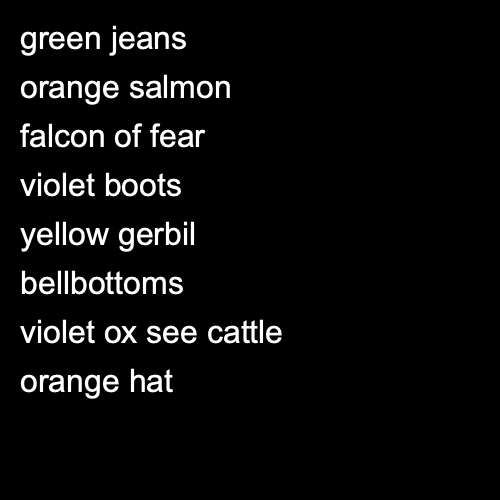 green jeans
orange salmon
falcon of fear
violet boots
yellow gerbil
bellbottoms
violet ox see cattle
orange hat